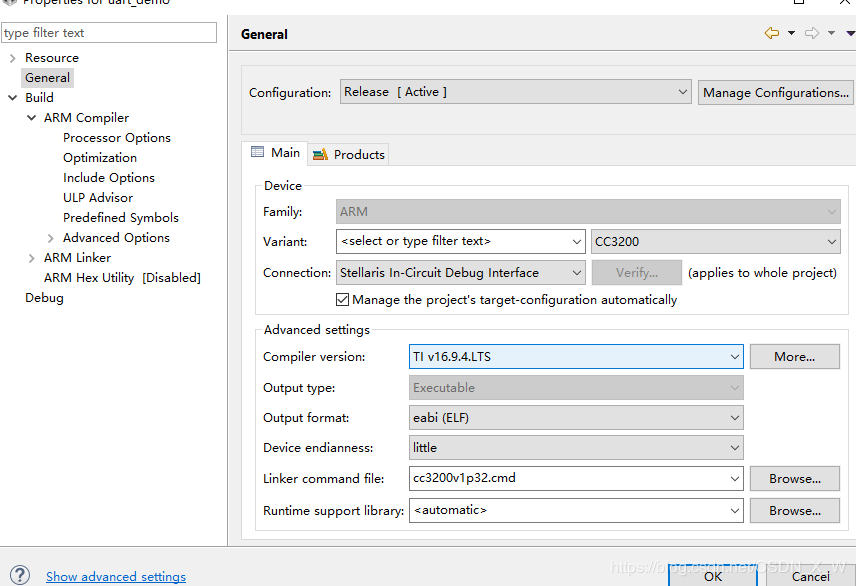 Properties for uart_demo
type filter text
Resource
General
Build
ARM Compiler
Processor Options
Optimization
Include Options
ULP Advisor
Predefined Symbols
Advanced Options
ARM Linker
ARM Hex Utility [Disabled]
Debug
General
Configuration: Release [ Active ] Manage Configurations...
Main Products
Device
Family: ARM
Variant: <select or type filter text> CC3200
Connection: Stellaris In-Circuit Debug Interface Verify... (applies to whole project)
Manage the project's target-configuration automatically
Advanced settings
Compiler version: TI v16.9.4.LTS More...
Output type: Executable
Output format: eabi (ELF)
Device endianness: little
Linker command file: cc3200v1p32.cmd Browse...
Runtime support library: <automatic> Browse...
? Show advanced settings OK Cancel
https://blog.csdn.net/CSDN_X_W